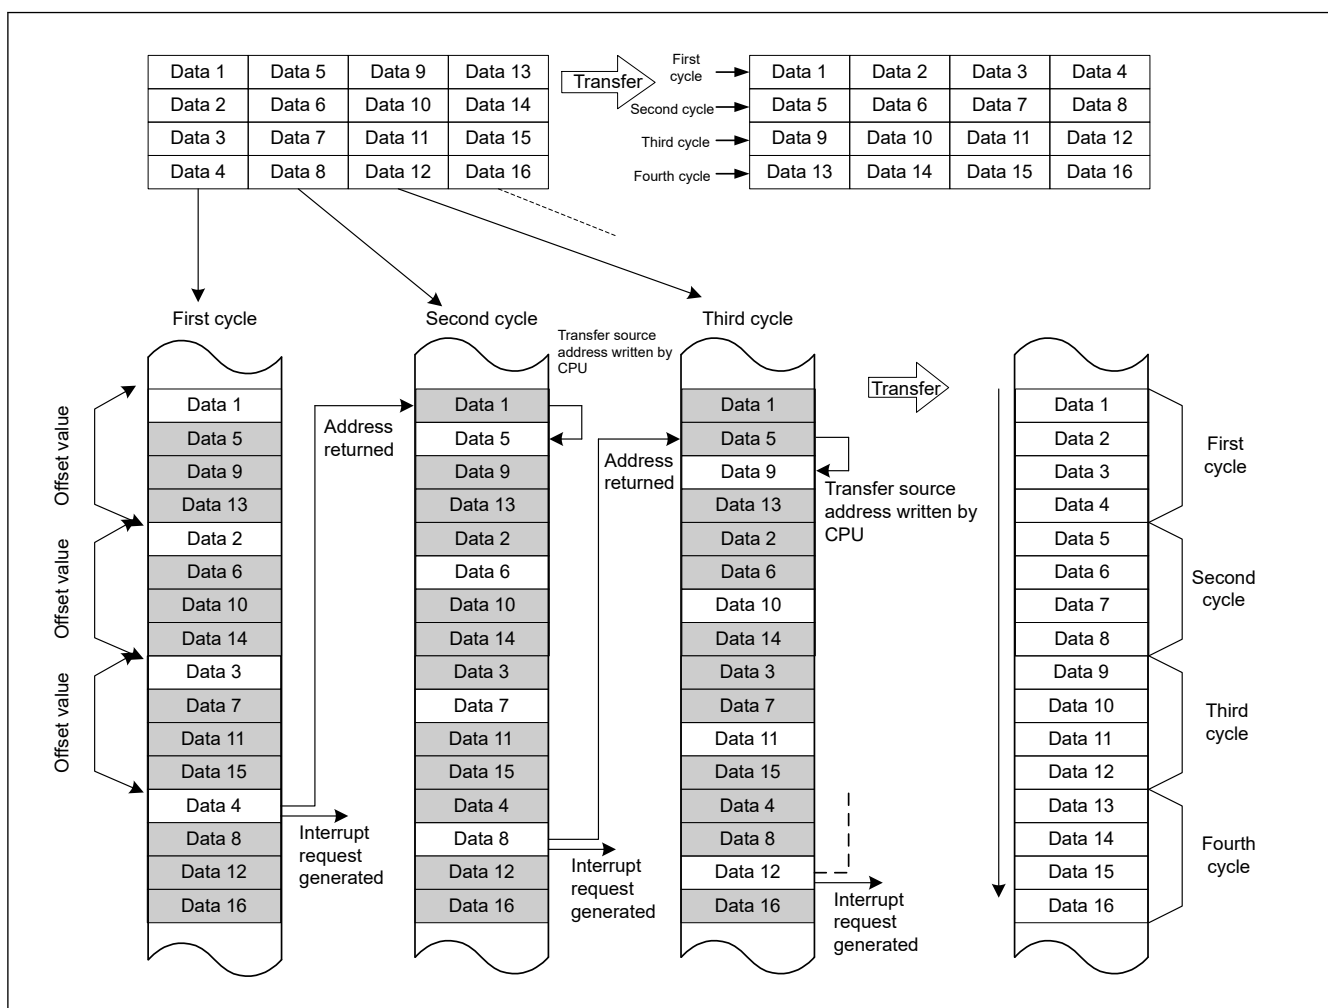 Data 1 Data 5 Data 9 Data 13
Data 2 Data 6 Data 10 Data 14
Data 3 Data 7 Data 11 Data 15
Data 4 Data 8 Data 12 Data 16
Transfer
First
cycle
Second cycle
Third cycle
Fourth cycle
Data 1 Data 2 Data 3 Data 4
Data 5 Data 6 Data 7 Data 8
Data 9 Data 10 Data 11 Data 12
Data 13 Data 14 Data 15 Data 16
First cycle
Offset value
Offset value
Offset value
Data 1
Data 5
Data 9
Data 13
Data 2
Data 6
Data 10
Data 14
Data 3
Data 7
Data 11
Data 15
Data 4
Data 8
Data 12
Data 16
Address
returned
Interrupt
request
generated
Second cycle
Transfer source
address written by
CPU
Data 1
Data 5
Data 9
Data 13
Data 2
Data 6
Data 10
Data 14
Data 3
Data 7
Data 11
Data 15
Data 4
Data 8
Data 12
Data 16
Address
returned
Interrupt
request
generated
Third cycle
Data 1
Data 5
Data 9
Data 13
Data 2
Data 6
Data 10
Data 14
Data 3
Data 7
Data 11
Data 15
Data 4
Data 8
Data 12
Data 16
Transfer source
address written by
CPU
Interrupt
request
generated
Transfer
Data 1
Data 2
Data 3
Data 4
Data 5
Data 6
Data 7
Data 8
Data 9
Data 10
Data 11
Data 12
Data 13
Data 14
Data 15
Data 16
First
cycle
Second
cycle
Third
cycle
Fourth
cycle